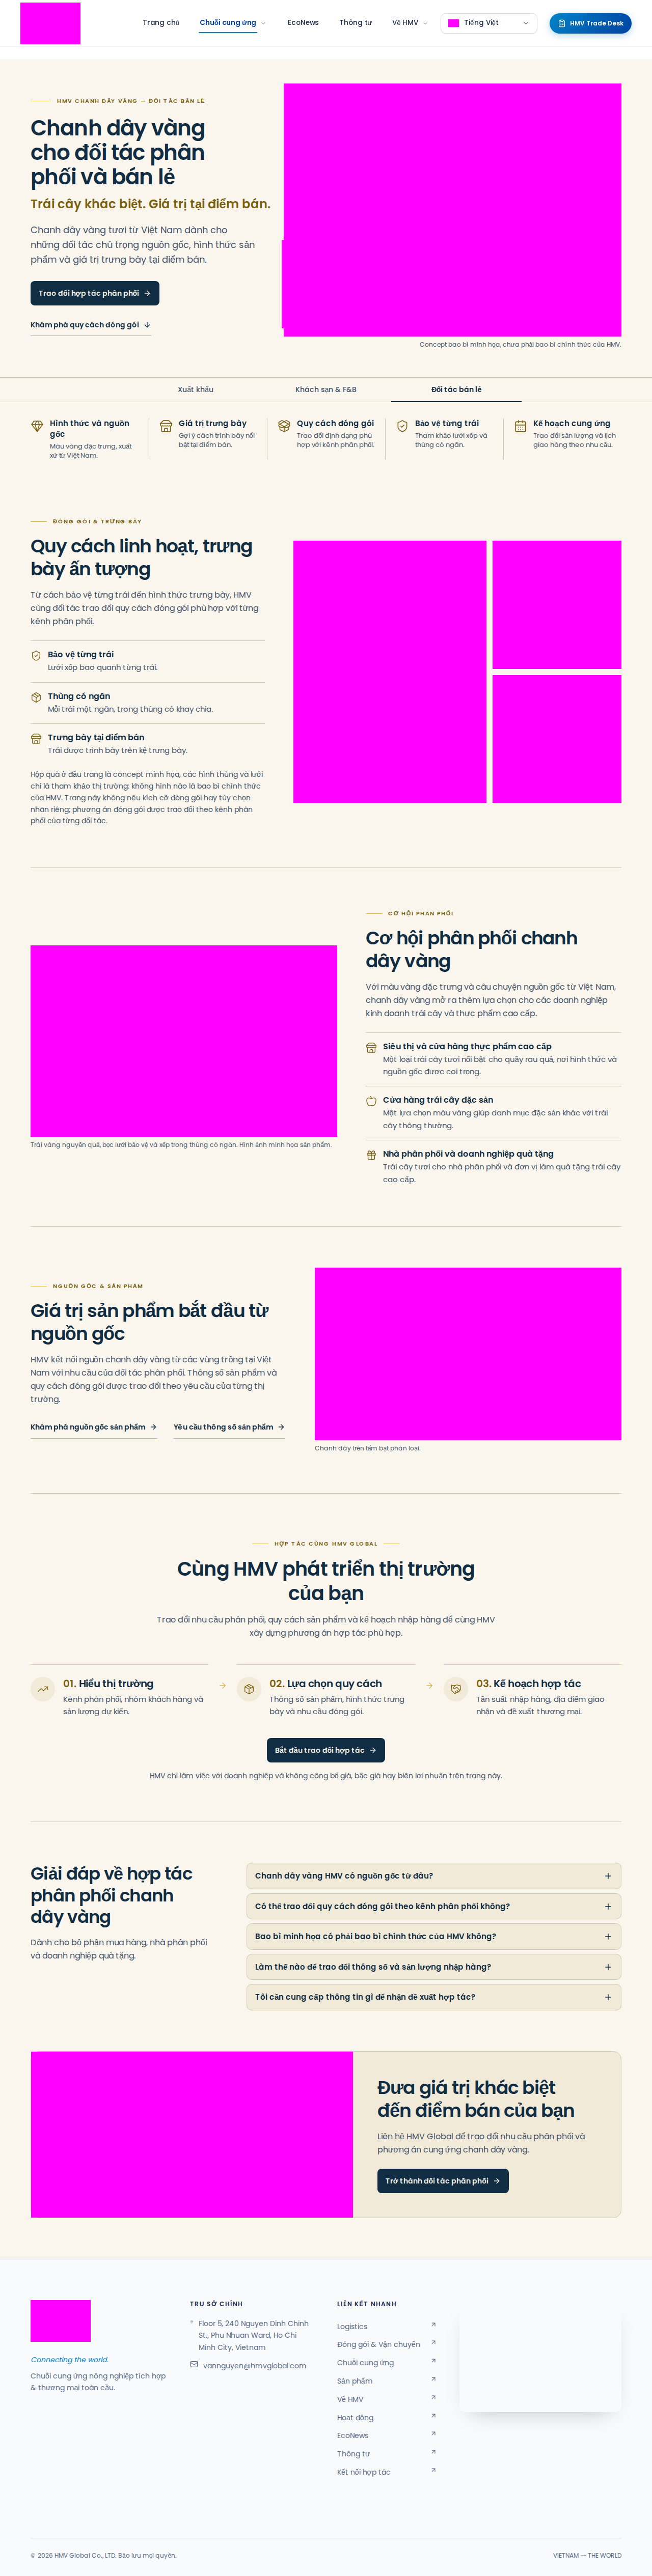 Trang chủ
Chuỗi cung ứng
EcoNews
Thông tư
Về HMV
Tiếng Việt
HMV Trade Desk
HMV CHANH DÂY VÀNG — ĐỐI TÁC BÁN LẺ
Chanh dây vàng
cho đối tác phân
phối và bán lẻ
Trái cây khác biệt. Giá trị tại điểm bán.
Chanh dây vàng tươi từ Việt Nam dành cho
những đối tác chú trọng nguồn gốc, hình thức sản
phẩm và giá trị trưng bày tại điểm bán.
Trao đổi hợp tác phân phối
Khám phá quy cách đóng gói
Concept bao bì minh họa, chưa phải bao bì chính thức của HMV.
Xuất khẩu
Khách sạn & F&B
Đối tác bán lẻ
Hình thức và nguồn
gốc
Màu vàng đặc trưng, xuất
xứ từ Việt Nam.
Giá trị trưng bày
Gợi ý cách trình bày nổi
bật tại điểm bán.
Quy cách đóng gói
Trao đổi định dạng phù
hợp với kênh phân phối.
Bảo vệ từng trái
Tham khảo lưới xốp và
thùng có ngăn.
Kế hoạch cung ứng
Trao đổi sản lượng và lịch
giao hàng theo nhu cầu.
ĐÓNG GÓI & TRƯNG BÀY
Quy cách linh hoạt, trưng
bày ấn tượng
Từ cách bảo vệ từng trái đến hình thức trưng bày, HMV
cùng đối tác trao đổi quy cách đóng gói phù hợp với từng
kênh phân phối.
Bảo vệ từng trái
Lưới xốp bao quanh từng trái.
Thùng có ngăn
Mỗi trái một ngăn, trong thùng có khay chia.
Trưng bày tại điểm bán
Trái được trình bày trên kệ trưng bày.
Hộp quà ở đầu trang là concept minh họa, các hình thùng và lưới
chỉ là tham khảo thị trường; không hình nào là bao bì chính thức
của HMV. Trang này không nêu kích cỡ đóng gói hay tùy chọn
nhãn riêng; phương án đóng gói được trao đổi theo kênh phân
phối của từng đối tác.
CƠ HỘI PHÂN PHỐI
Cơ hội phân phối chanh
dây vàng
Với màu vàng đặc trưng và câu chuyện nguồn gốc từ Việt Nam,
chanh dây vàng mở ra thêm lựa chọn cho các doanh nghiệp
kinh doanh trái cây và thực phẩm cao cấp.
Siêu thị và cửa hàng thực phẩm cao cấp
Một loại trái cây tươi nổi bật cho quầy rau quả, nơi hình thức và
nguồn gốc được coi trọng.
Cửa hàng trái cây đặc sản
Một lựa chọn màu vàng giúp danh mục đặc sản khác với trái
cây thông thường.
Nhà phân phối và doanh nghiệp quà tặng
Trái cây tươi cho nhà phân phối và đơn vị làm quà tặng trái cây
cao cấp.
Trái vàng nguyên quả, bọc lưới bảo vệ và xếp trong thùng có ngăn. Hình ảnh minh họa sản phẩm.
NGUỒN GỐC & SẢN PHẨM
Giá trị sản phẩm bắt đầu từ
nguồn gốc
HMV kết nối nguồn chanh dây vàng từ các vùng trồng tại Việt
Nam với nhu cầu của đối tác phân phối. Thông số sản phẩm và
quy cách đóng gói được trao đổi theo yêu cầu của từng thị
trường.
Khám phá nguồn gốc sản phẩm
Yêu cầu thông số sản phẩm
Chanh dây trên tấm bạt phân loại.
HỢP TÁC CÙNG HMV GLOBAL
Cùng HMV phát triển thị trường
của bạn
Trao đổi nhu cầu phân phối, quy cách sản phẩm và kế hoạch nhập hàng để cùng HMV
xây dựng phương án hợp tác phù hợp.
01. Hiểu thị trường
Kênh phân phối, nhóm khách hàng và
sản lượng dự kiến.
02. Lựa chọn quy cách
Thông số sản phẩm, hình thức trưng
bày và nhu cầu đóng gói.
03. Kế hoạch hợp tác
Tần suất nhập hàng, địa điểm giao
nhận và đề xuất thương mại.
Bắt đầu trao đổi hợp tác
HMV chỉ làm việc với doanh nghiệp và không công bố giá, bậc giá hay biên lợi nhuận trên trang này.
Giải đáp về hợp tác
phân phối chanh
dây vàng
Dành cho bộ phận mua hàng, nhà phân phối
và doanh nghiệp quà tặng.
Chanh dây vàng HMV có nguồn gốc từ đâu?
Có thể trao đổi quy cách đóng gói theo kênh phân phối không?
Bao bì minh họa có phải bao bì chính thức của HMV không?
Làm thế nào để trao đổi thông số và sản lượng nhập hàng?
Tôi cần cung cấp thông tin gì để nhận đề xuất hợp tác?
Đưa giá trị khác biệt
đến điểm bán của bạn
Liên hệ HMV Global để trao đổi nhu cầu phân phối và
phương án cung ứng chanh dây vàng.
Trở thành đối tác phân phối
Connecting the world.
Chuỗi cung ứng nông nghiệp tích hợp
& thương mại toàn cầu.
TRỤ SỞ CHÍNH
Floor 5, 240 Nguyen Dinh Chinh
St., Phu Nhuan Ward, Ho Chi
Minh City, Vietnam
vannguyen@hmvglobal.com
LIÊN KẾT NHANH
Logistics
Đóng gói & Vận chuyển
Chuỗi cung ứng
Sản phẩm
Về HMV
Hoạt động
EcoNews
Thông tư
Kết nối hợp tác
© 2026 HMV Global Co., LTD. Bảo lưu mọi quyền.
VIETNAM → THE WORLD